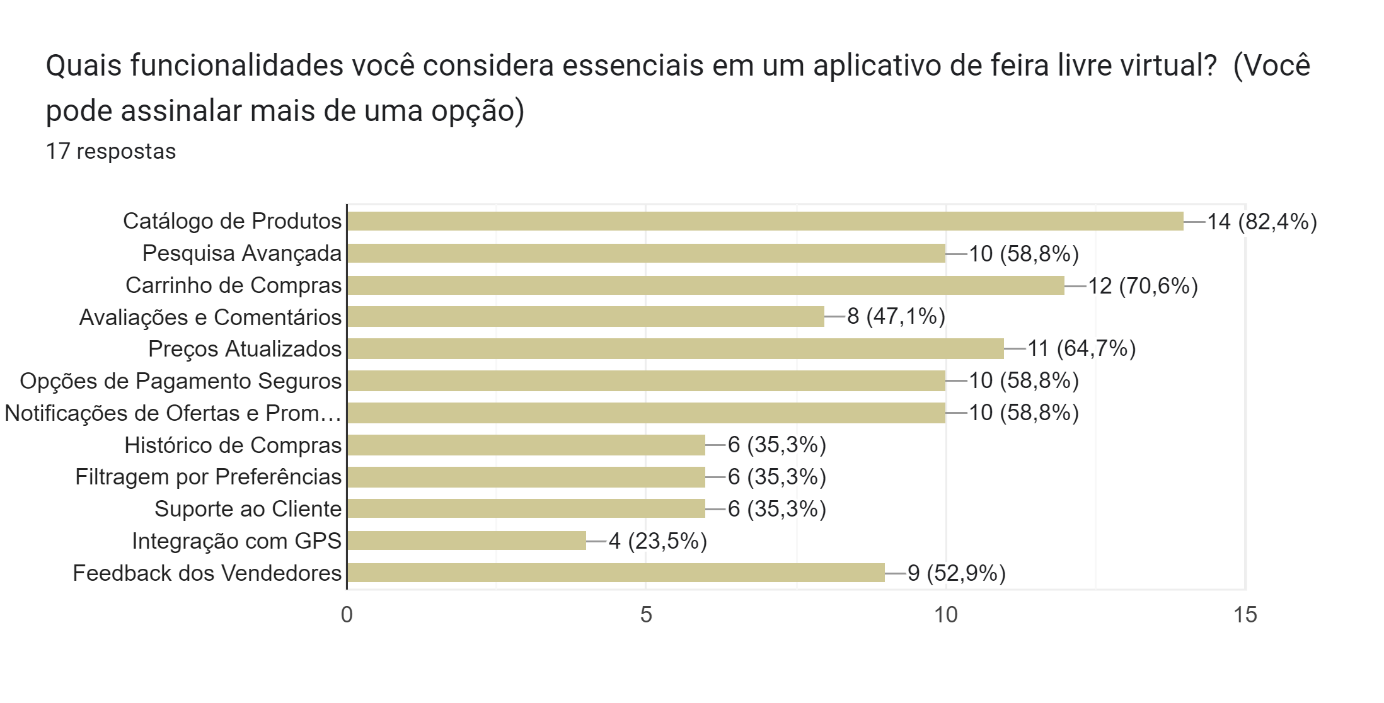 Quais funcionalidades você considera essenciais em um aplicativo de feira livre virtual?  (Você
pode assinalar mais de uma opção)
17 respostas
Catálogo de Produtos 14 (82,4%)
Pesquisa Avançada 10 (58,8%)
Carrinho de Compras 12 (70,6%)
Avaliações e Comentários 8 (47,1%)
Preços Atualizados 11 (64,7%)
Opções de Pagamento Seguros 10 (58,8%)
Notificações de Ofertas e Prom… 10 (58,8%)
Histórico de Compras 6 (35,3%)
Filtragem por Preferências 6 (35,3%)
Suporte ao Cliente 6 (35,3%)
Integração com GPS 4 (23,5%)
Feedback dos Vendedores 9 (52,9%)
0 5 10 15